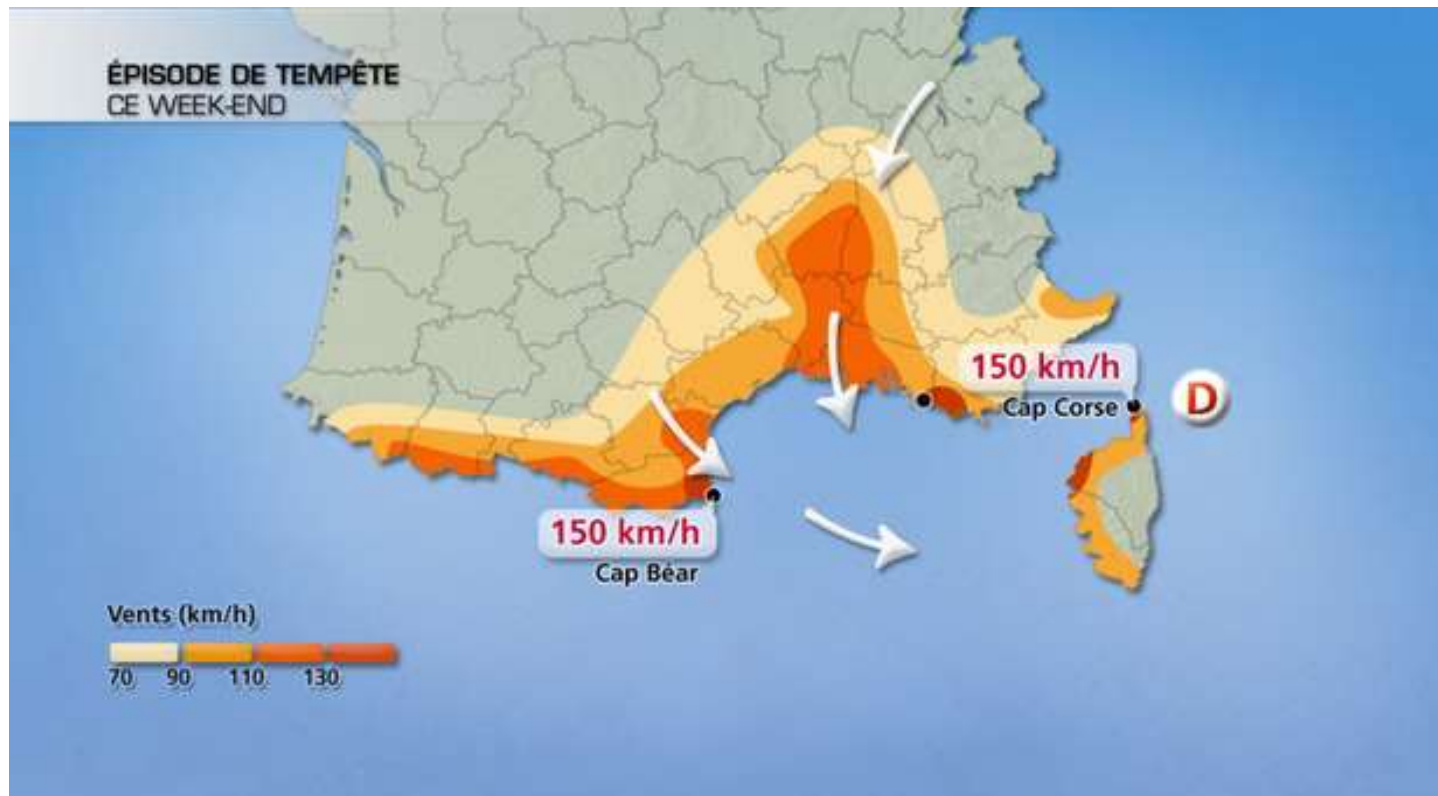 ÉPISODE DE TEMPÊTE
CE WEEK-END
150 km/h
Cap Corse
D
150 km/h
Cap Béar
Vents (km/h)
70 90 110 130